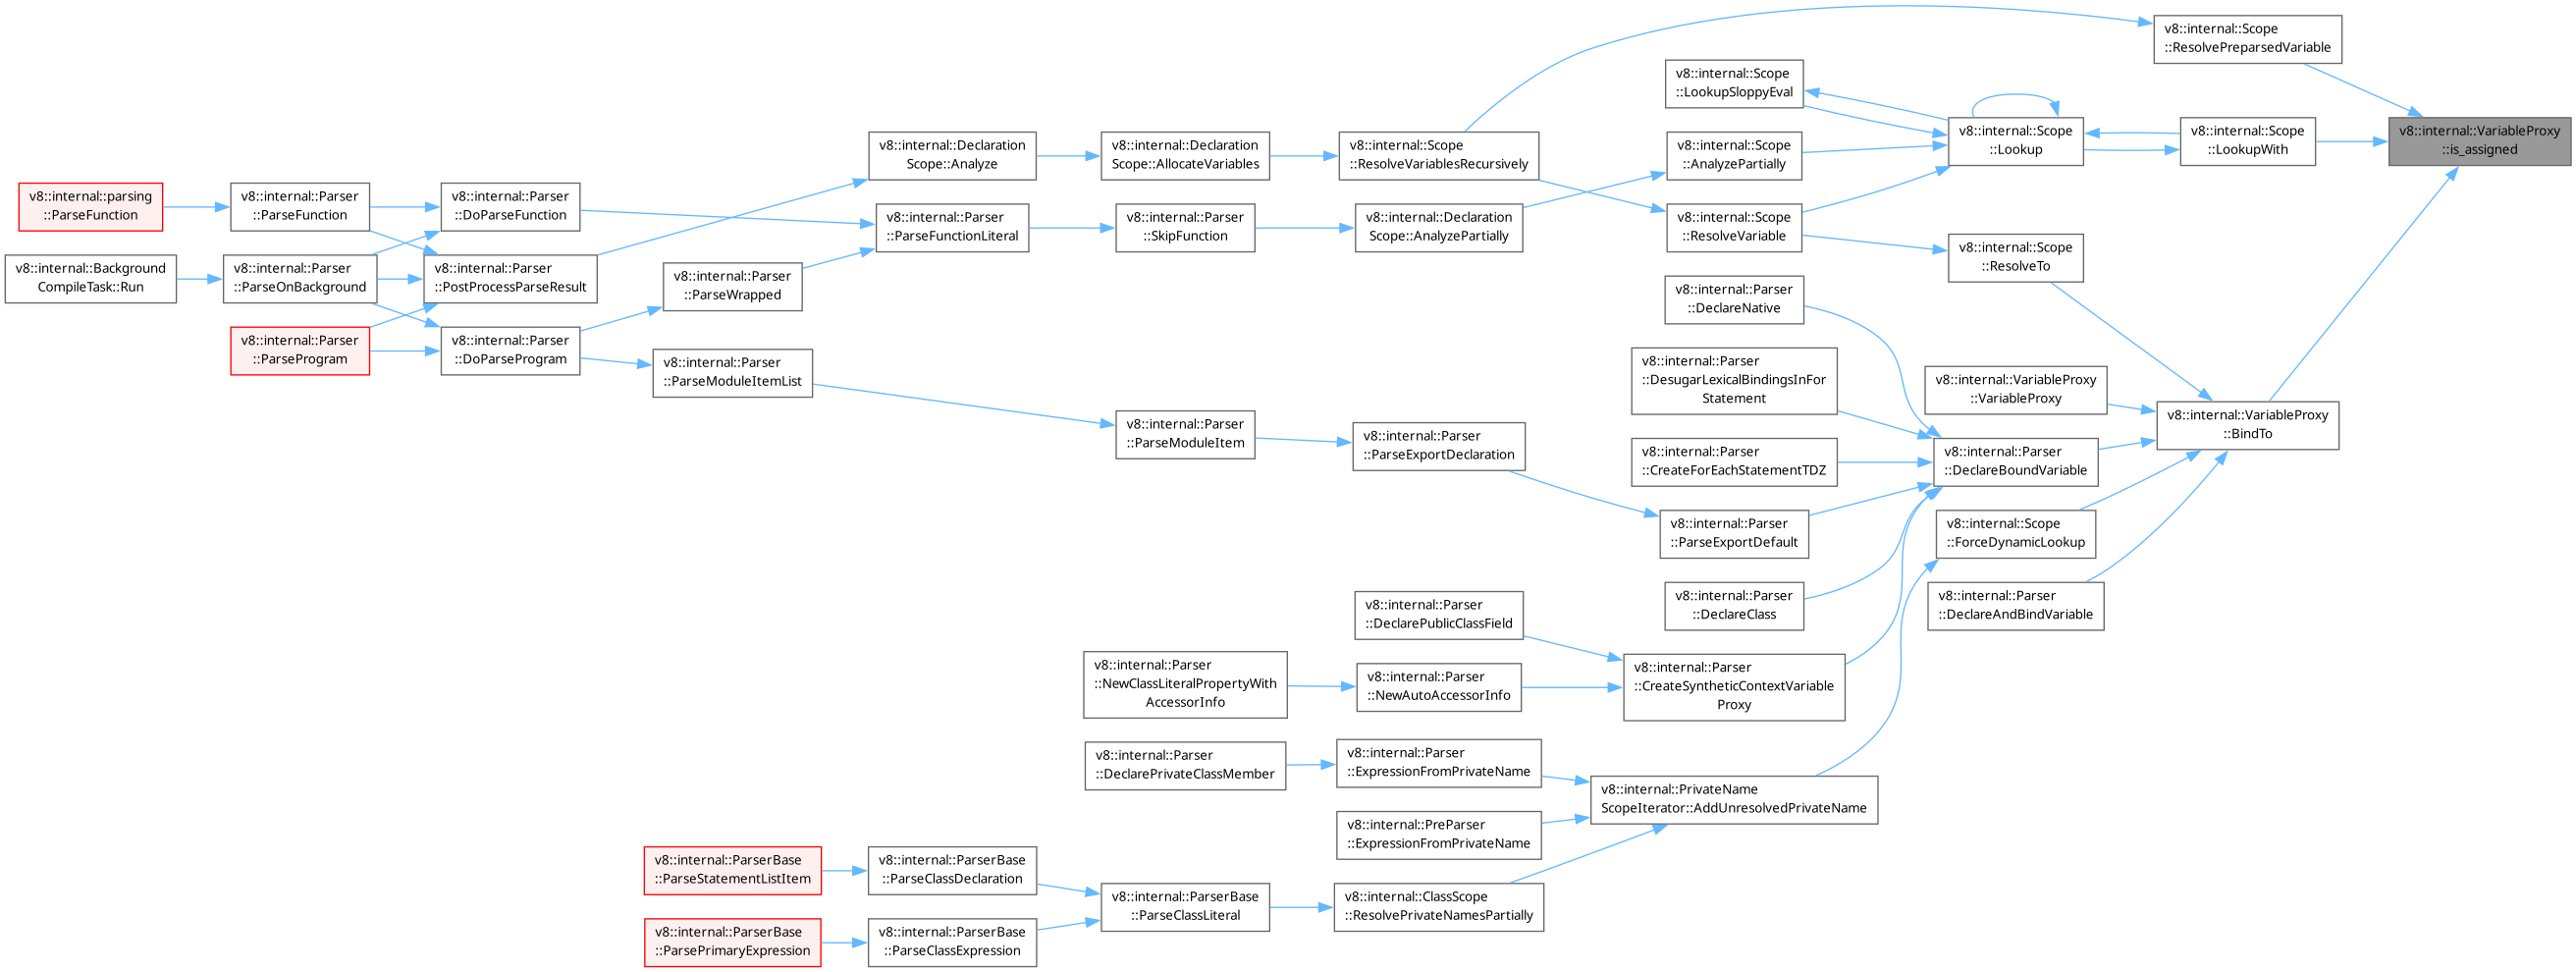 v8::internal::Scope
::ResolvePreparsedVariable
v8::internal::Scope
::LookupSloppyEval
v8::internal::VariableProxy
::is_assigned
v8::internal::Scope
::Lookup
v8::internal::Scope
::LookupWith
v8::internal::Declaration
Scope::Analyze
v8::internal::Declaration
Scope::AllocateVariables
v8::internal::Scope
::ResolveVariablesRecursively
v8::internal::Scope
::AnalyzePartially
v8::internal::parsing
::ParseFunction
v8::internal::Parser
::ParseFunction
v8::internal::Parser
::DoParseFunction
v8::internal::Parser
::ParseFunctionLiteral
v8::internal::Parser
::SkipFunction
v8::internal::Declaration
Scope::AnalyzePartially
v8::internal::Scope
::ResolveVariable
v8::internal::Scope
::ResolveTo
v8::internal::Background
CompileTask::Run
v8::internal::Parser
::ParseOnBackground
v8::internal::Parser
::PostProcessParseResult
v8::internal::Parser
::ParseWrapped
v8::internal::Parser
::DeclareNative
v8::internal::Parser
::ParseProgram
v8::internal::Parser
::DoParseProgram
v8::internal::Parser
::ParseModuleItemList
v8::internal::Parser
::DesugarLexicalBindingsInFor
Statement
v8::internal::VariableProxy
::VariableProxy
v8::internal::VariableProxy
::BindTo
v8::internal::Parser
::ParseModuleItem
v8::internal::Parser
::ParseExportDeclaration
v8::internal::Parser
::CreateForEachStatementTDZ
v8::internal::Parser
::DeclareBoundVariable
v8::internal::Parser
::ParseExportDefault
v8::internal::Scope
::ForceDynamicLookup
v8::internal::Parser
::DeclareClass
v8::internal::Parser
::DeclareAndBindVariable
v8::internal::Parser
::DeclarePublicClassField
v8::internal::Parser
::NewClassLiteralPropertyWith
AccessorInfo
v8::internal::Parser
::NewAutoAccessorInfo
v8::internal::Parser
::CreateSyntheticContextVariable
Proxy
v8::internal::Parser
::DeclarePrivateClassMember
v8::internal::Parser
::ExpressionFromPrivateName
v8::internal::PrivateName
ScopeIterator::AddUnresolvedPrivateName
v8::internal::PreParser
::ExpressionFromPrivateName
v8::internal::ParserBase
::ParseStatementListItem
v8::internal::ParserBase
::ParseClassDeclaration
v8::internal::ParserBase
::ParseClassLiteral
v8::internal::ClassScope
::ResolvePrivateNamesPartially
v8::internal::ParserBase
::ParsePrimaryExpression
v8::internal::ParserBase
::ParseClassExpression